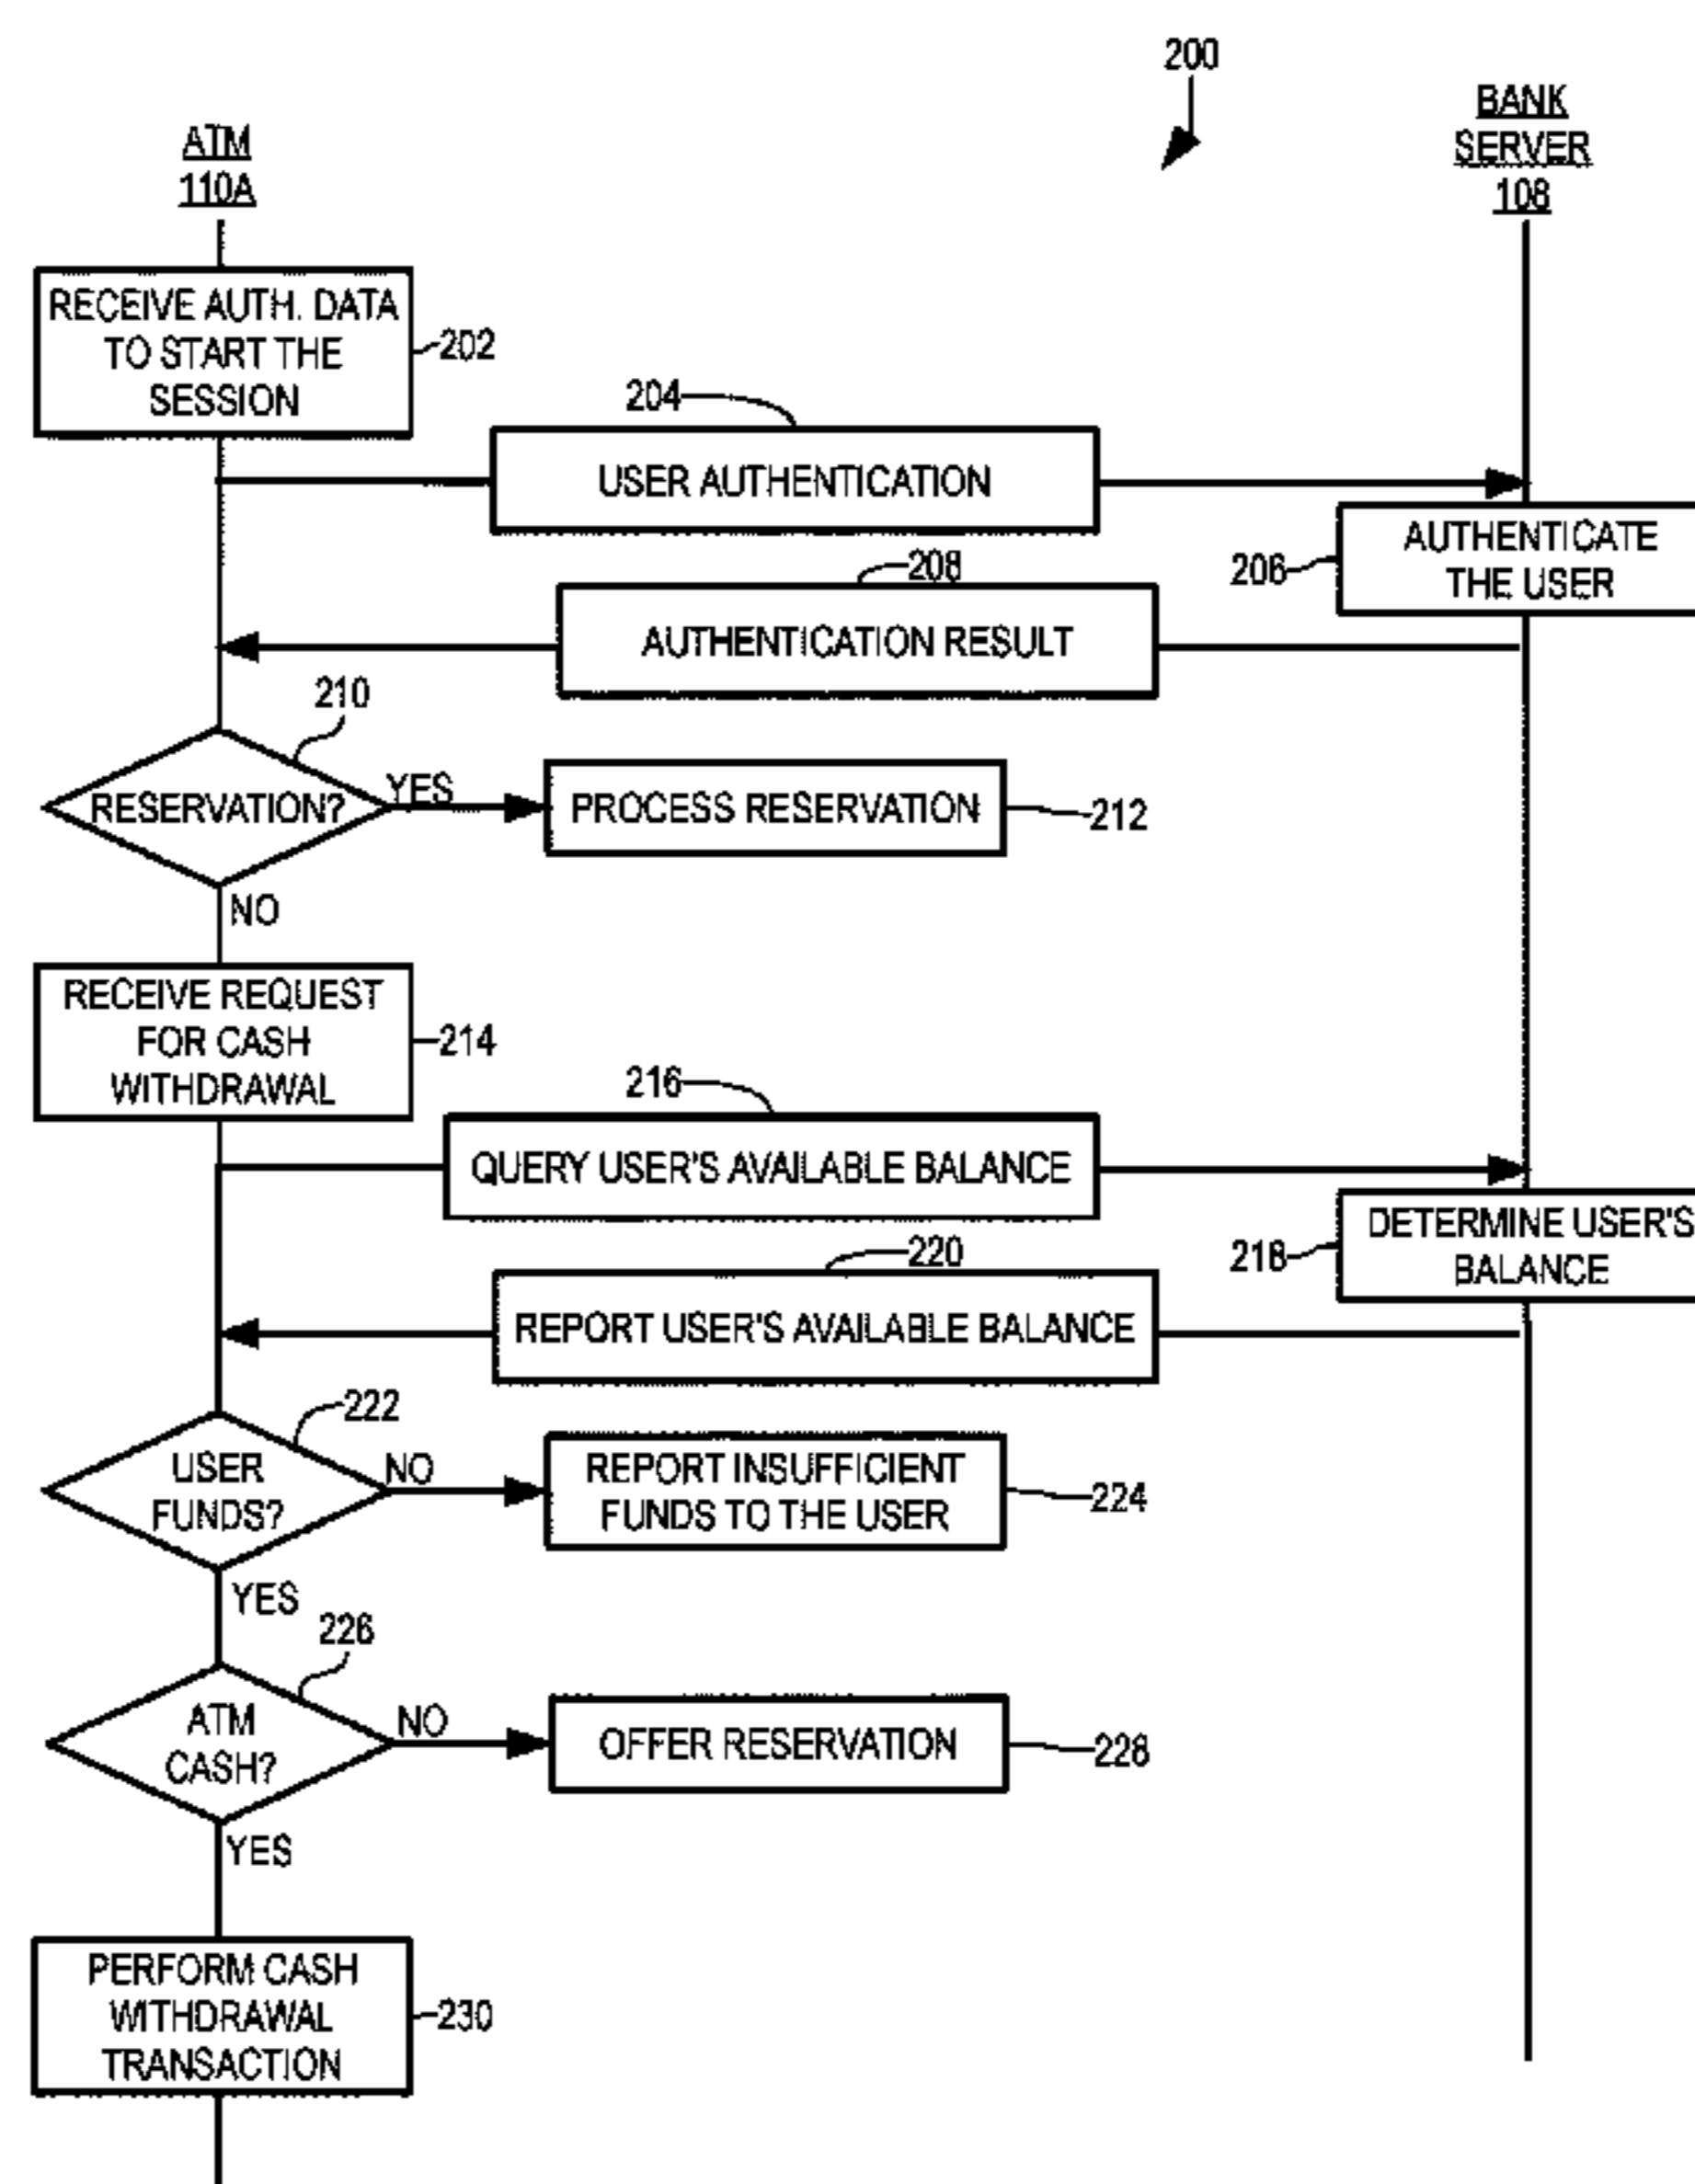 200
ATM
110A
BANK
SERVER
108
RECEIVE AUTH. DATA
TO START THE
SESSION
202
204
USER AUTHENTICATION
206
AUTHENTICATE
THE USER
208
AUTHENTICATION RESULT
210
RESERVATION?
YES
PROCESS RESERVATION
212
NO
RECEIVE REQUEST
FOR CASH
WITHDRAWAL
214
216
QUERY USER'S AVAILABLE BALANCE
218
DETERMINE USER'S
BALANCE
220
REPORT USER'S AVAILABLE BALANCE
222
USER
FUNDS?
NO
REPORT INSUFFICIENT
FUNDS TO THE USER
224
YES
226
ATM
CASH?
NO
OFFER RESERVATION
228
YES
PERFORM CASH
WITHDRAWAL
TRANSACTION
230